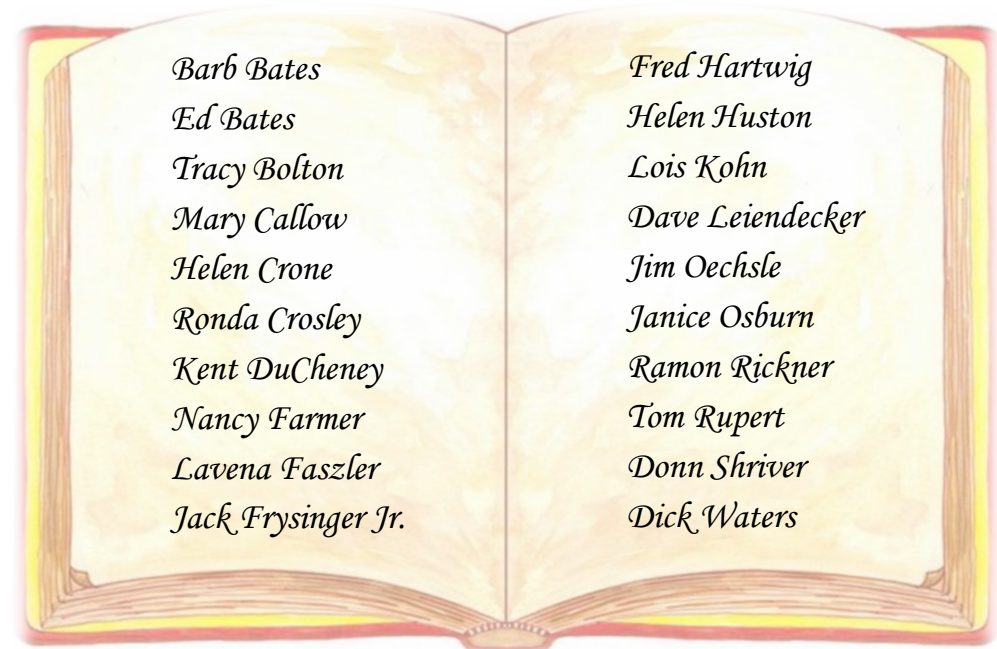 Barb Bates
Ed Bates
Tracy Bolton
Mary Callow
Helen Crone
Ronda Crosley
Kent DuCheney
Nancy Farmer
Lavena Faszler
Jack Frysinger Jr.
Fred Hartwig
Helen Huston
Lois Kohn
Dave Leiendecker
Jim Oechsle
Janice Osburn
Ramon Rickner
Tom Rupert
Donn Shriver
Dick Waters